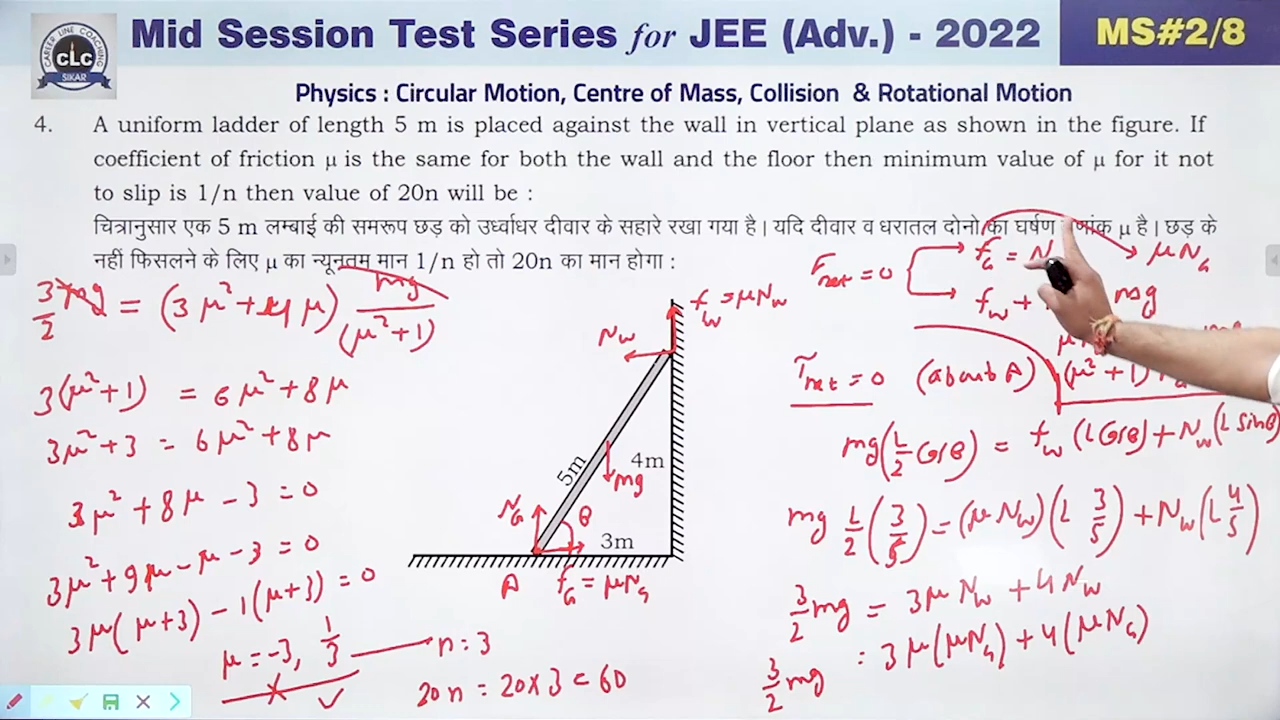 Mid Session Test Series for JEE (Adv.) - 2022
MS#2/8
CAREER LINE COACHING
CLC
SIKAR
Physics : Circular Motion, Centre of Mass, Collision & Rotational Motion
4. A uniform ladder of length 5 m is placed against the wall in vertical plane as shown in the figure. If
coefficient of friction μ is the same for both the wall and the floor then minimum value of μ for it not
to slip is 1/n then value of 20n will be :
चित्रानुसार एक 5 m लम्बाई की समरूप छड़ को उर्ध्वाधर दीवार के सहारे रखा गया है। यदि दीवार व धरातल दोनो का घर्षण μ है। छड़ के
नहीं फिसलने के लिए μ का न्यूनतम मान 1/n हो तो 20n का मान होगा :
3/2 mg = (3μ² + 4μ) mg/(μ²+1)
3(μ²+1) = 6μ² + 8μ
3μ² + 3 = 6μ² + 8μ
3μ² + 8μ - 3 = 0
3μ² + 9μ - μ - 3 = 0
3μ(μ+3) - 1(μ+3) = 0
μ = -3, 1/3
n = 3
20n = 20×3 = 60
f_w = μN_w
N_w
5m
4m
mg
N_G
θ
3m
A
f_G = μN_G
F_net = 0
f_G = N
μN_G
f_w + mg
τ_net = 0 (about A)
(μ²+1)
mg(L/2 Cosθ) = f_w(L Cosθ) + N_w(L sinθ)
mg L/2 (3/5) = (μN_w)(L 3/5) + N_w(L 4/5)
3/2 mg = 3μN_w + 4N_w
3/2 mg = 3μ(μN_G) + 4(μN_G)